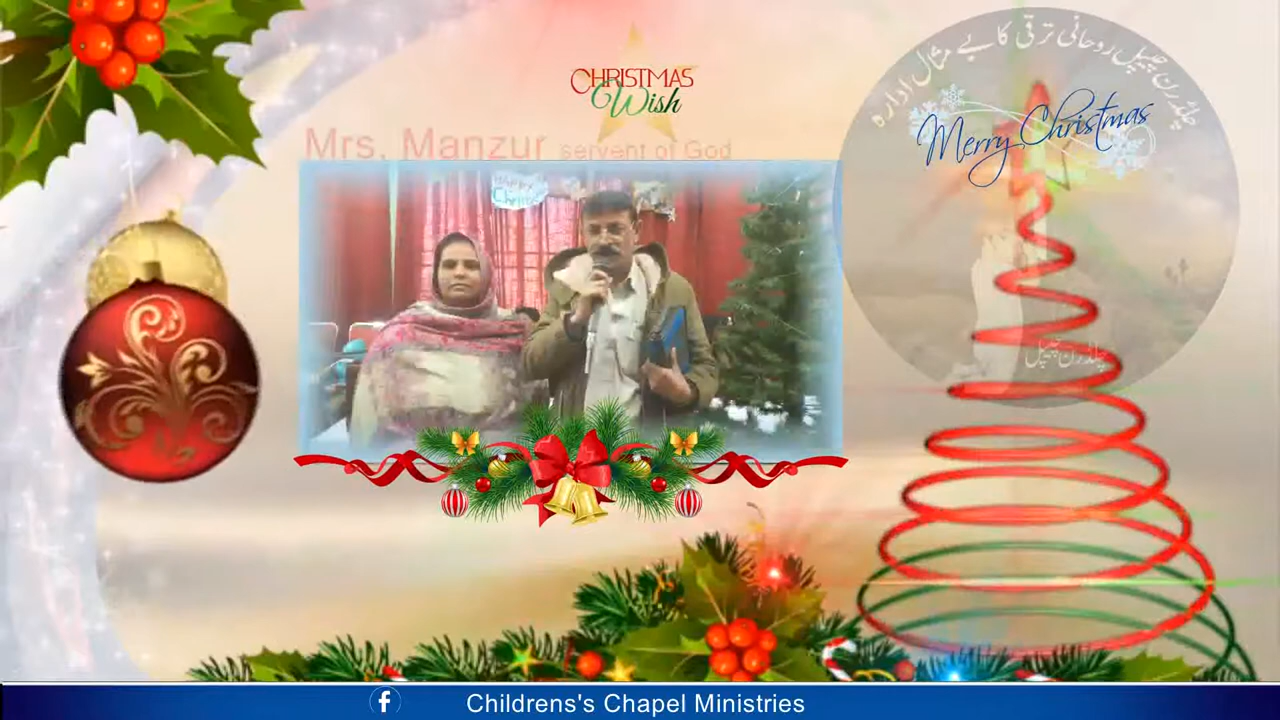 چلڈرن چیپل روحانی ترقی کا بے مثال ادارہ
CHRISTMAS
Wish
Merry Christmas
Mrs. Manzur servent of God
چلڈرن چیپل
Childrens's Chapel Ministries